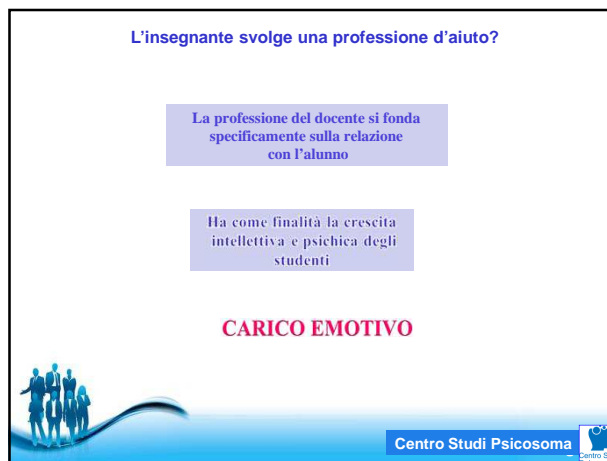 L'insegnante svolge una professione d'aiuto?
La professione del docente si fonda
specificamente sulla relazione
con l'alunno
Ha come finalità la crescita
intellettiva e psichica degli
studenti
CARICO EMOTIVO
Centro Studi Psicosoma
Centro S